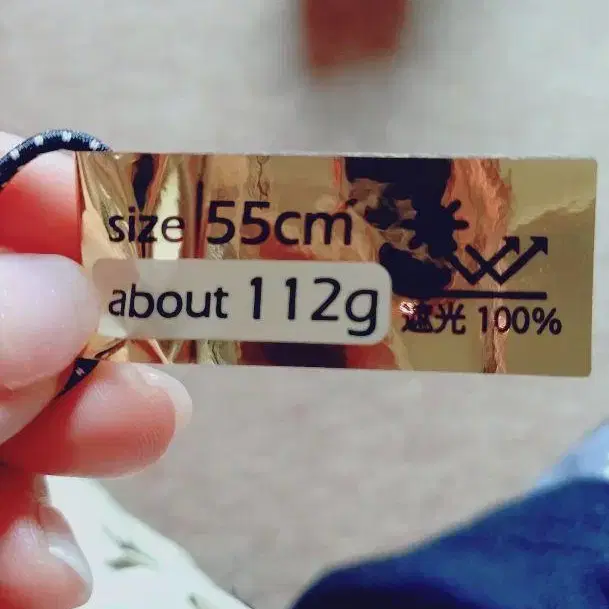 size 55cm
about 112g
遮光 100%